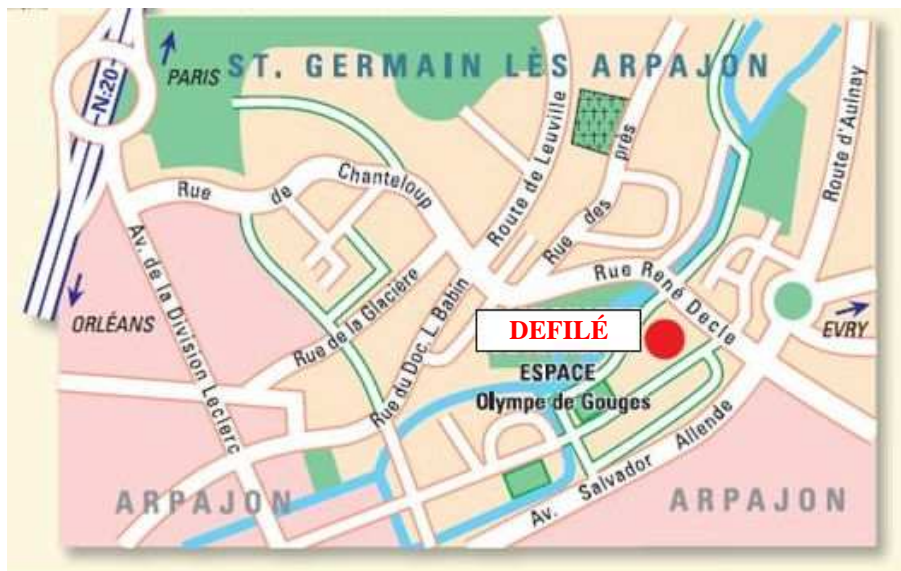 N:20
PARIS
ST. GERMAIN LÈS ARPAJON
Rue de Chanteloup
Route de Leuville
Rue des près
Route d'Aulnay
Av. de la Division Leclerc
ORLÉANS
Rue de la Glacière
Rue du Doc. L. Babin
Rue René Decle
EVRY
DEFILÉ
ESPACE
Olympe de Gouges
Av. Salvador Allende
ARPAJON
ARPAJON